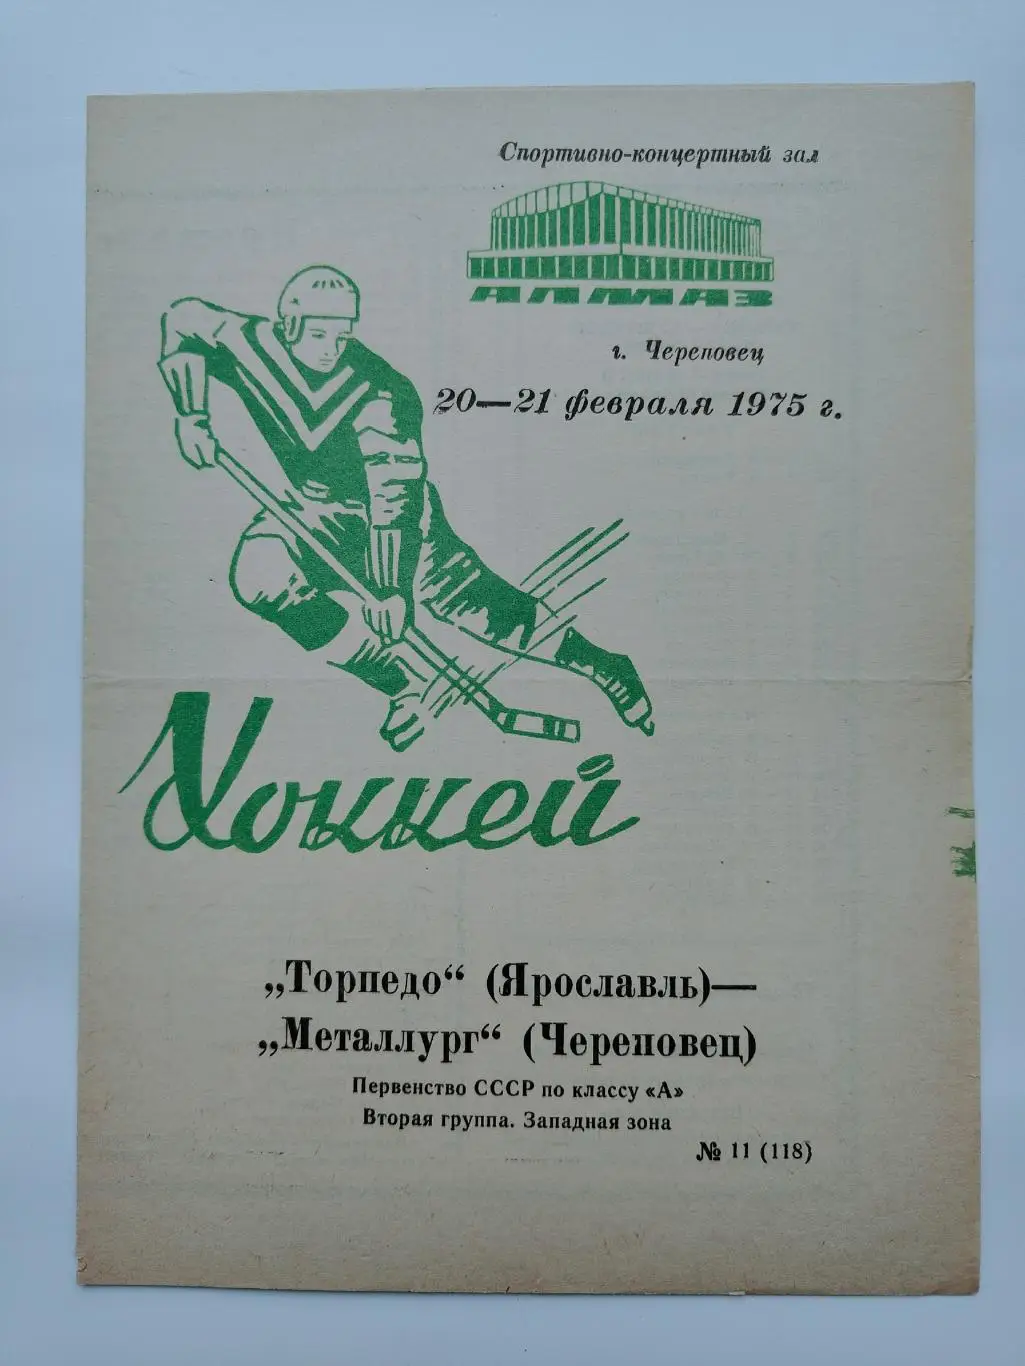 Спортивно-концертный зал
АЛМАЗ
г. Череповец
20—21 февраля 1975 г.
Хоккей
„Торпедо“ (Ярославль)—
„Металлург“ (Череповец)
Первенство СССР по классу «А»
Вторая группа. Западная зона
№ 11 (118)